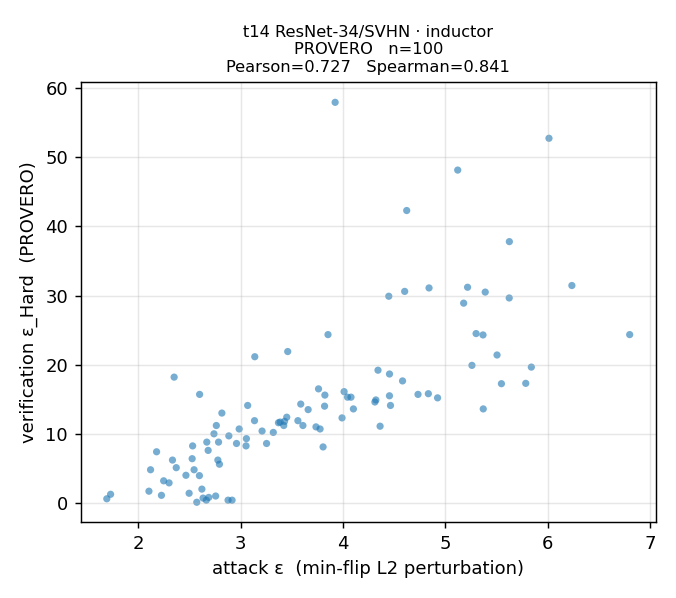 t14 ResNet-34/SVHN · inductor
PROVERO   n=100
Pearson=0.727   Spearman=0.841
60
50
40
30
20
10
0
verification ε_Hard  (PROVERO)
2 3 4 5 6 7
attack ε  (min-flip L2 perturbation)